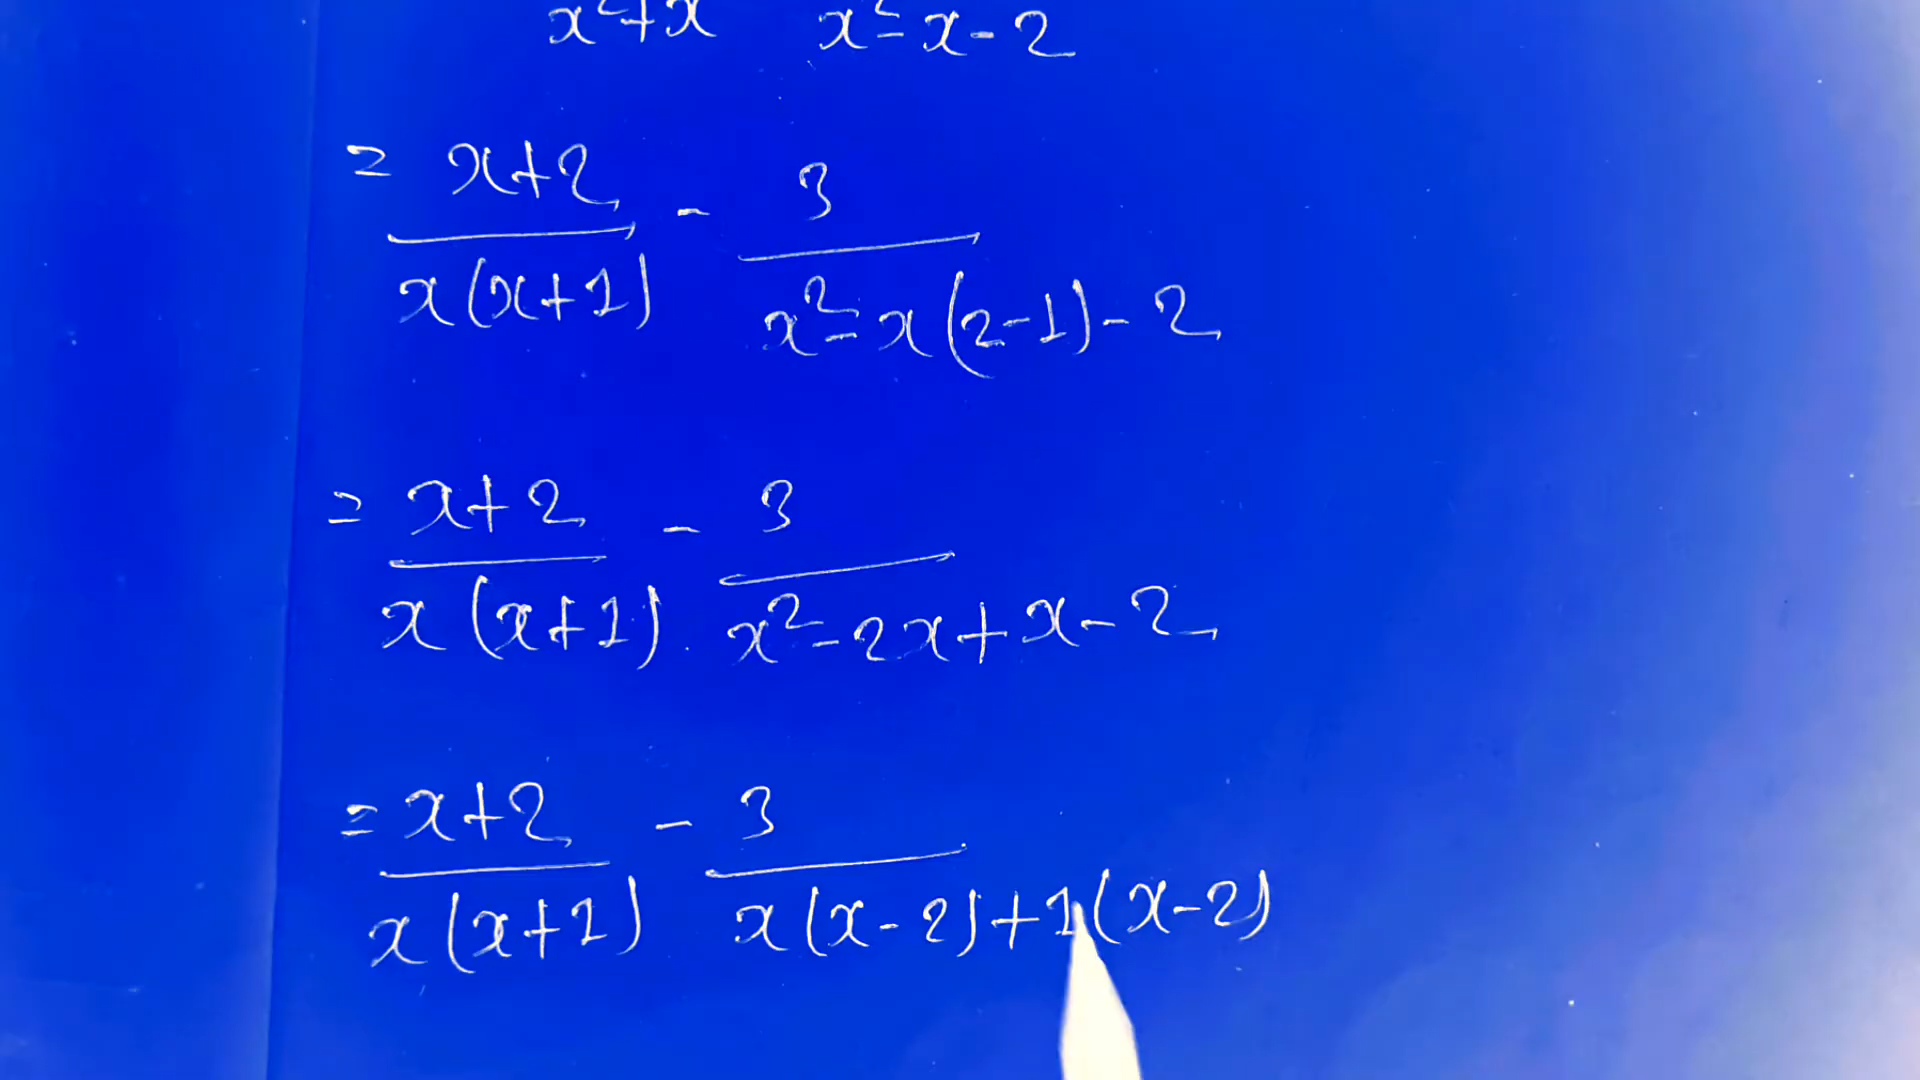 x²+x x²-x-2
= x+2 - 3
x(x+1) x²-x(2-1)-2
= x+2 - 3
x(x+1) x²-2x+x-2
= x+2 - 3
x(x+1) x(x-2)+1(x-2)